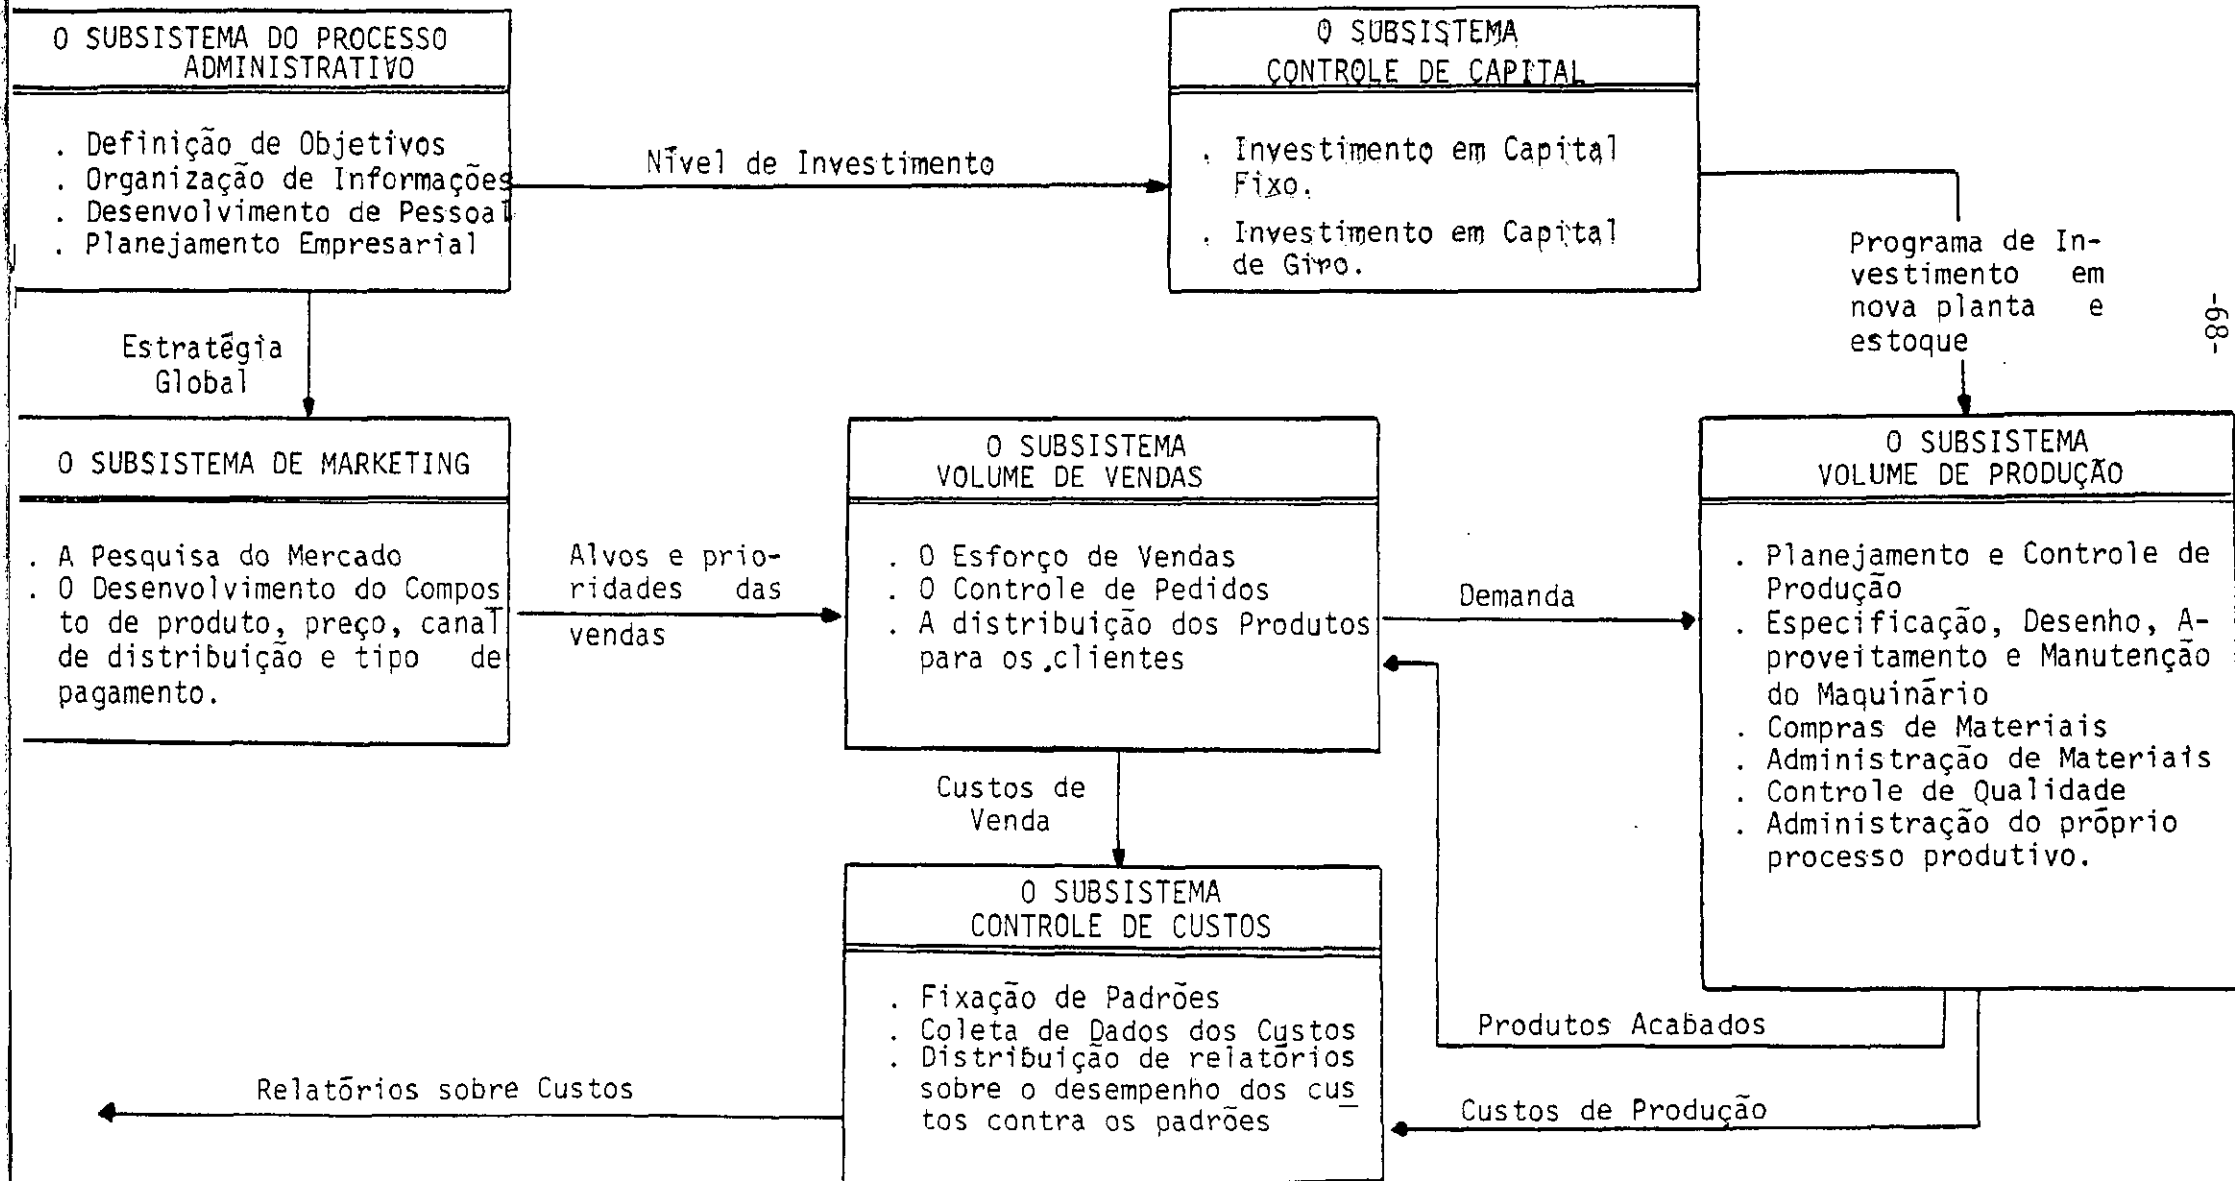 O SUBSISTEMA DO PROCESSO
ADMINISTRATIVO
. Definição de Objetivos
. Organização de Informações
. Desenvolvimento de Pessoal
. Planejamento Empresarial
Nível de Investimento
O SUBSISTEMA
CONTROLE DE CAPITAL
. Investimento em Capital
Fixo.
. Investimento em Capital
de Giro.
Programa de In-
vestimento em
nova planta e
estoque
-68-
Estratégia
Global
O SUBSISTEMA DE MARKETING
. A Pesquisa do Mercado
. O Desenvolvimento do Compos
to de produto, preço, canal
de distribuição e tipo de
pagamento.
Alvos e prio-
ridades das
vendas
O SUBSISTEMA
VOLUME DE VENDAS
. O Esforço de Vendas
. O Controle de Pedidos
. A distribuição dos Produtos
para os clientes
Demanda
O SUBSISTEMA
VOLUME DE PRODUÇÃO
. Planejamento e Controle de
Produção
. Especificação, Desenho, A-
proveitamento e Manutenção
do Maquinário
. Compras de Materiais
. Administração de Materiais
. Controle de Qualidade
. Administração do próprio
processo produtivo.
Custos de
Venda
O SUBSISTEMA
CONTROLE DE CUSTOS
. Fixação de Padrões
. Coleta de Dados dos Custos
. Distribuição de relatórios
sobre o desempenho dos cus
tos contra os padrões
Produtos Acabados
Custos de Produção
Relatórios sobre Custos